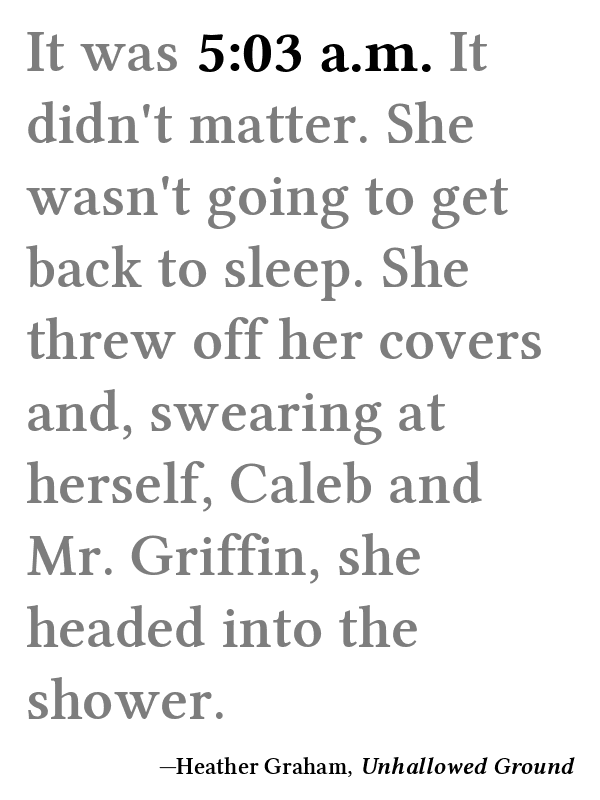 It was 5:03 a.m. It
didn't matter. She
wasn't going to get
back to sleep. She
threw off her covers
and, swearing at
herself, Caleb and
Mr. Griffin, she
headed into the
shower.
—Heather Graham, Unhallowed Ground